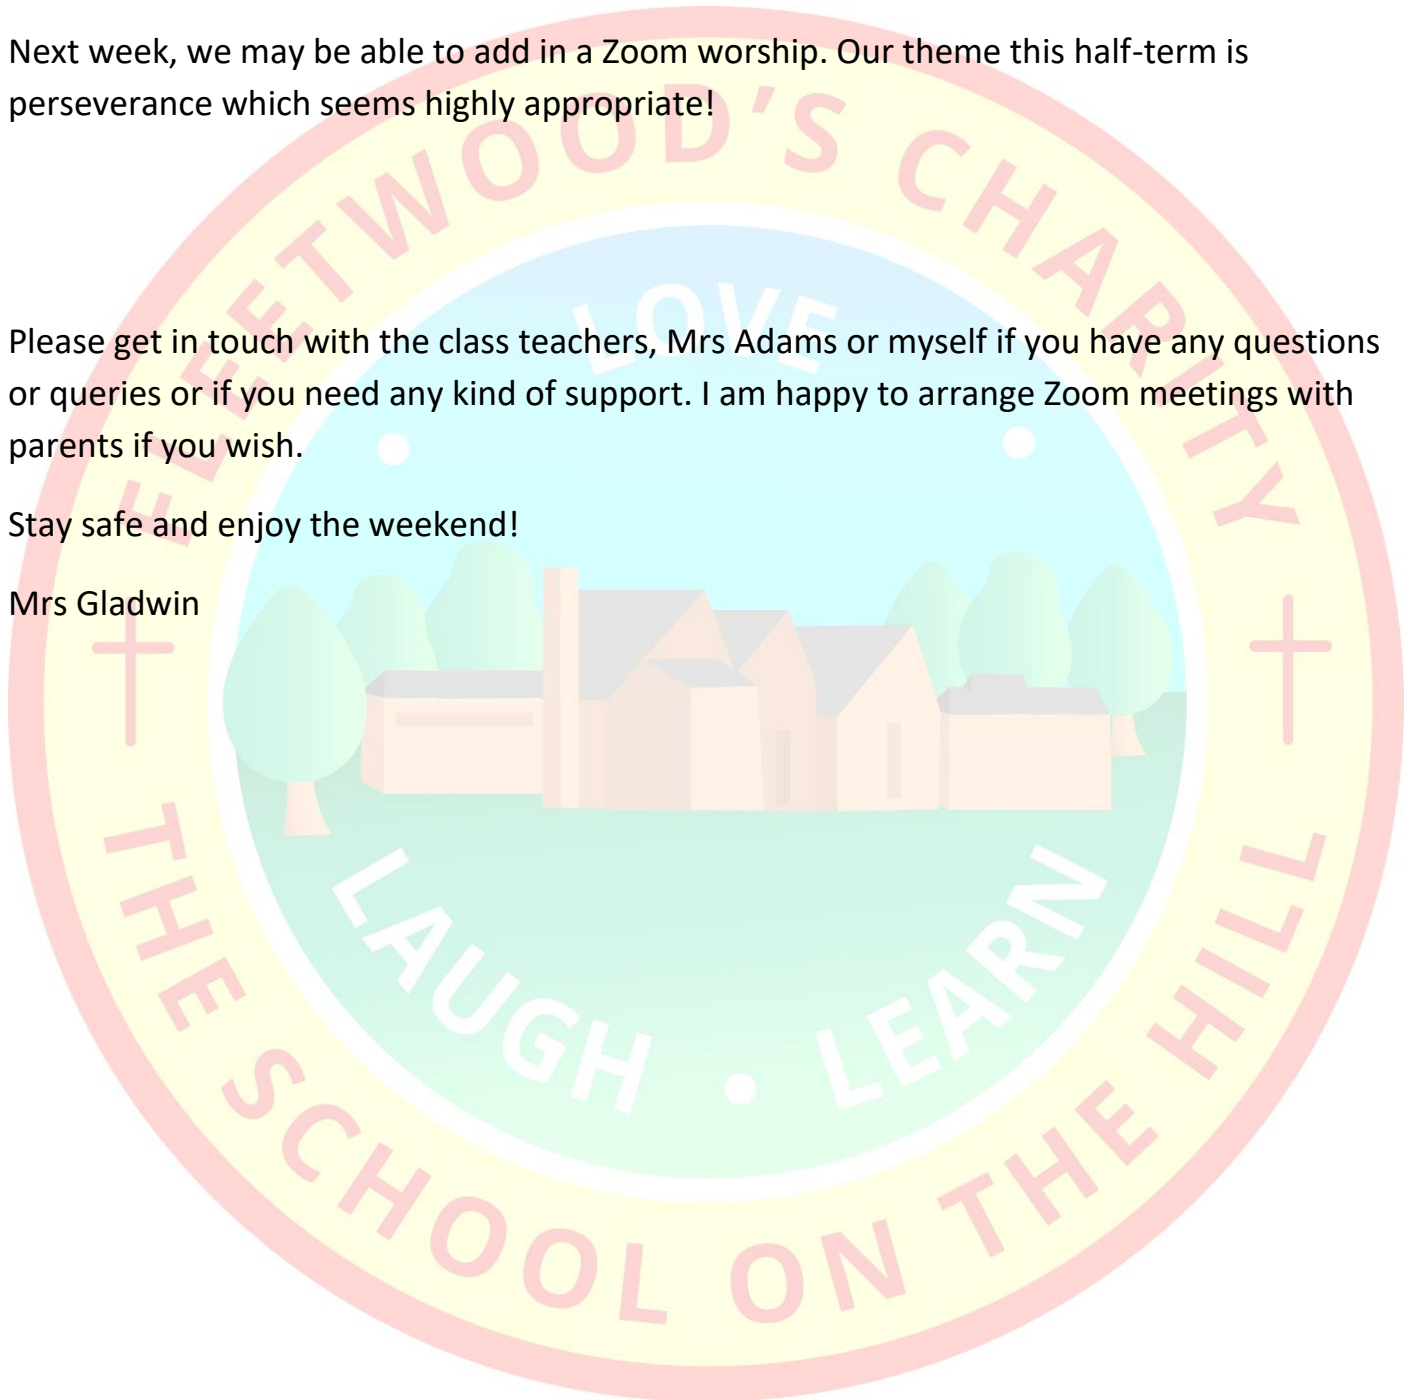 Next week, we may be able to add in a Zoom worship. Our theme this half-term is
perseverance which seems highly appropriate!
Please get in touch with the class teachers, Mrs Adams or myself if you have any questions
or queries or if you need any kind of support. I am happy to arrange Zoom meetings with
parents if you wish.
Stay safe and enjoy the weekend!
Mrs Gladwin
FLEETWOOD'S CHARITY
LOVE
LAUGH • LEARN
THE SCHOOL ON THE HILL